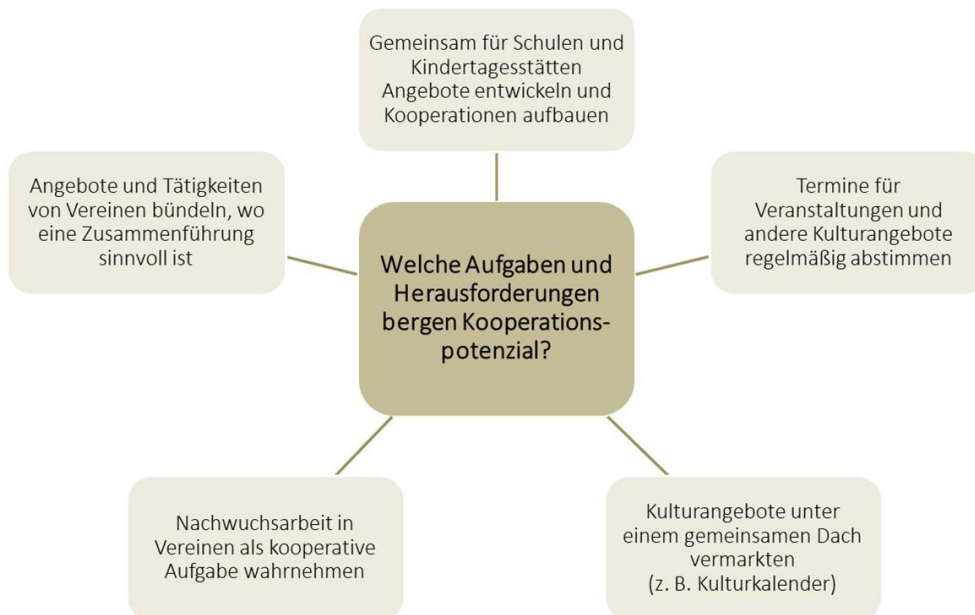 Gemeinsam für Schulen und
Kindertagesstätten
Angebote entwickeln und
Kooperationen aufbauen
Angebote und Tätigkeiten
von Vereinen bündeln, wo
eine Zusammenführung
sinnvoll ist
Termine für
Veranstaltungen und
andere Kulturangebote
regelmäßig abstimmen
Welche Aufgaben und
Herausforderungen
bergen Kooperations-
potenzial?
Nachwuchsarbeit in
Vereinen als kooperative
Aufgabe wahrnehmen
Kulturangebote unter
einem gemeinsamen Dach
vermarkten
(z. B. Kulturkalender)